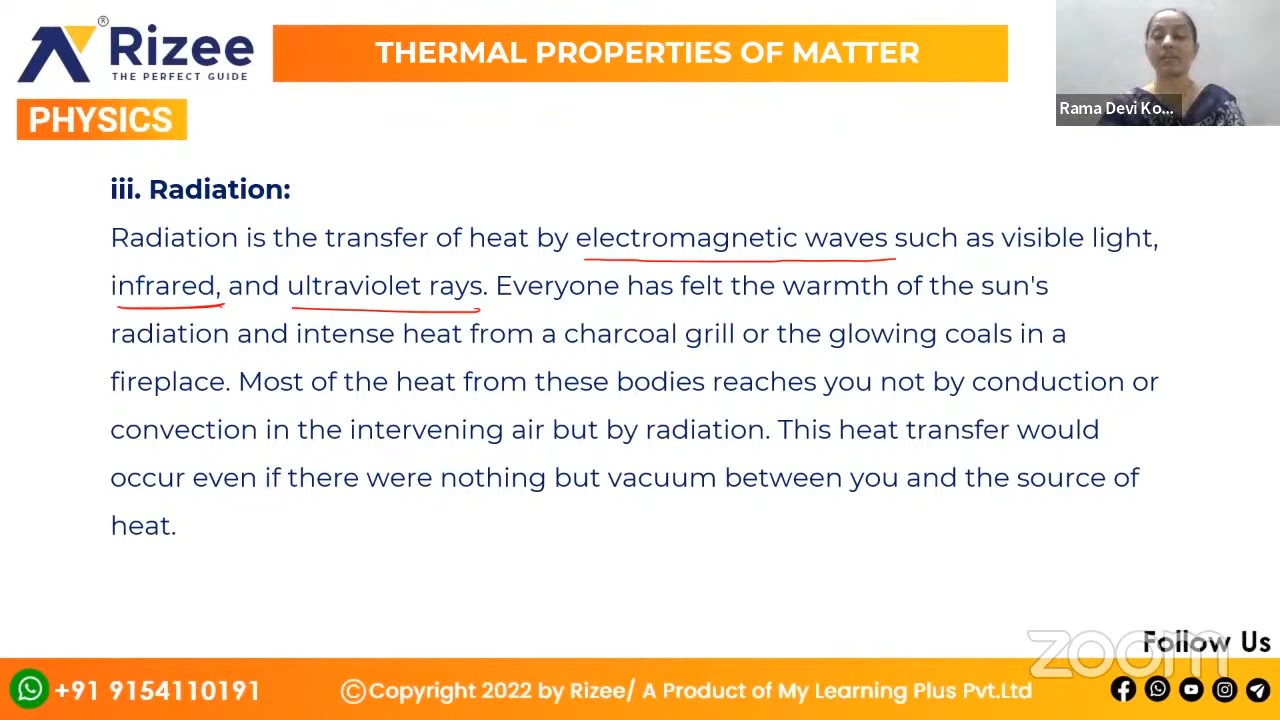 ®
Rizee
THE PERFECT GUIDE
THERMAL PROPERTIES OF MATTER
Rama Devi Ko...
PHYSICS
iii. Radiation:
Radiation is the transfer of heat by electromagnetic waves such as visible light,
infrared, and ultraviolet rays. Everyone has felt the warmth of the sun's
radiation and intense heat from a charcoal grill or the glowing coals in a
fireplace. Most of the heat from these bodies reaches you not by conduction or
convection in the intervening air but by radiation. This heat transfer would
occur even if there were nothing but vacuum between you and the source of
heat.
zoom
Follow Us
+91 9154110191
©Copyright 2022 by Rizee/ A Product of My Learning Plus Pvt.Ltd